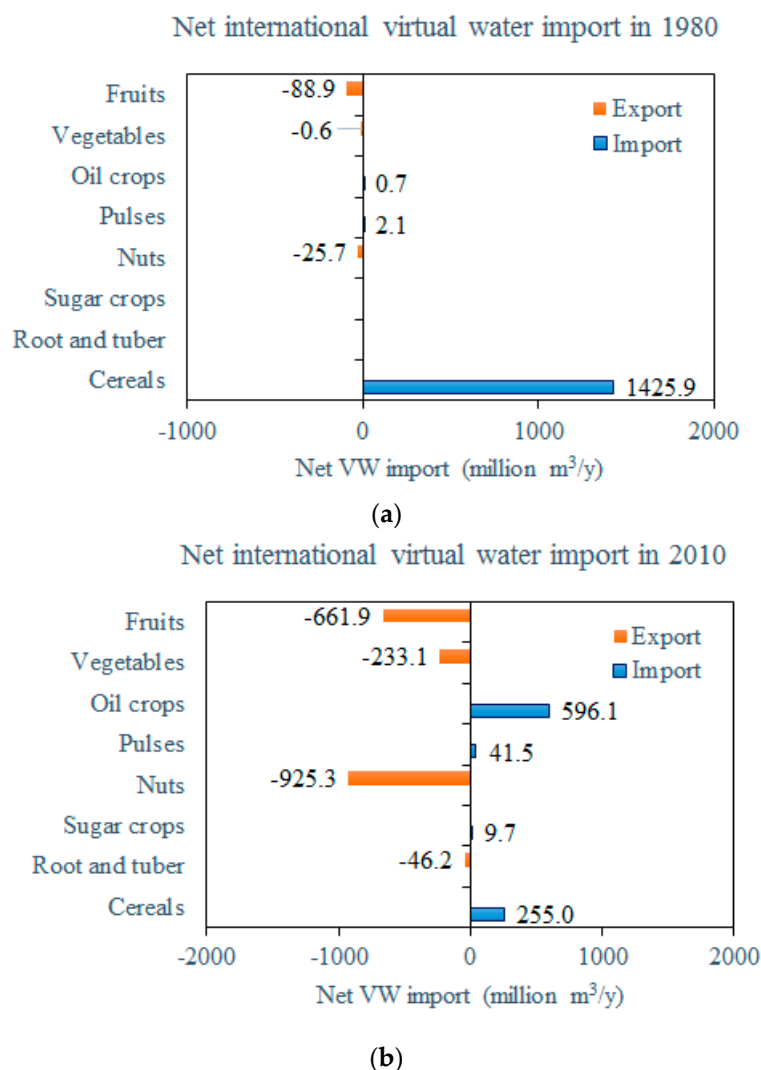 Net international virtual water import in 1980
Fruits
-88.9
Export
Vegetables
-0.6
Import
Oil crops
0.7
Pulses
2.1
Nuts
-25.7
Sugar crops
Root and tuber
Cereals
1425.9
-1000 0 1000 2000
Net VW import (million m³/y)
(a)
Net international virtual water import in 2010
Fruits
-661.9
Export
Vegetables
-233.1
Import
Oil crops
596.1
Pulses
41.5
Nuts
-925.3
Sugar crops
9.7
Root and tuber
-46.2
Cereals
255.0
-2000 -1000 0 1000 2000
Net VW import (million m³/y)
(b)